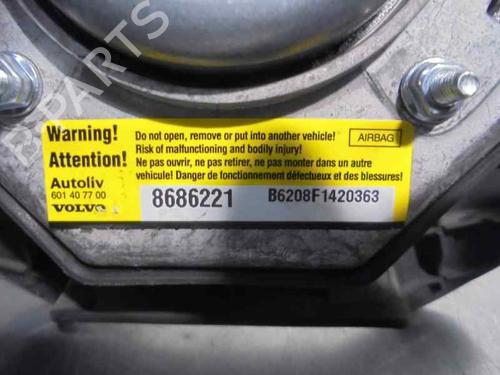 B-PARTS
Warning!
Attention!
Autoliv
601 40 77 00
VOLVO
Do not open, remove or put into another vehicle!
AIRBAG
Risk of malfunctioning and bodily injury!
Ne pas ouvrir, ne pas retirer, ne pas monter dans un autre
vehicule! Danger de fonctionnement défectueux et des blessures!
8686221 B6208F1420363